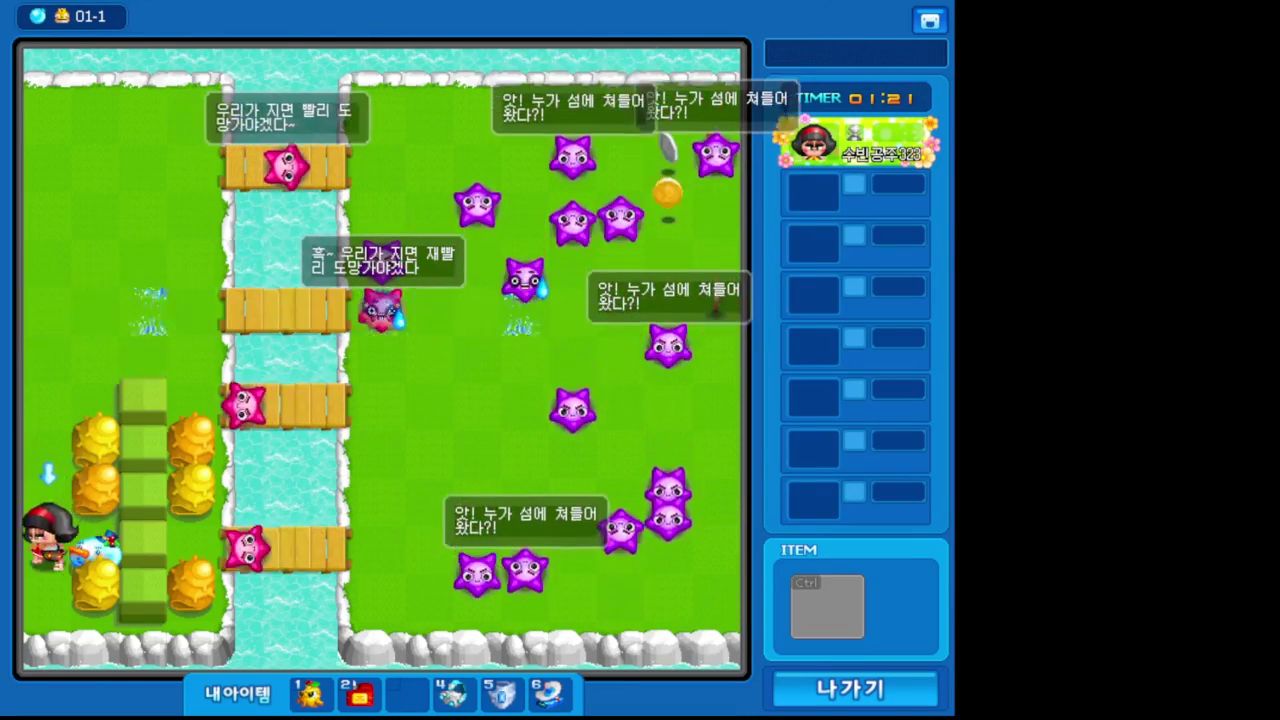 01-1
우리가 지면 빨리 도
망가야겠다~
앗! 누가 섬에 쳐들어
왔다?!
! 누가 섬에 쳐들어
왔다?!
TIMER 01:21
수빈공주023
흑~ 우리가 지면 재빨
리 도망가야겠다
앗! 누가 섬에 쳐들어
왔다?!
앗! 누가 섬에 쳐들어
왔다?!
ITEM
Ctrl
내아이템
1
2
4
5
6
나가기